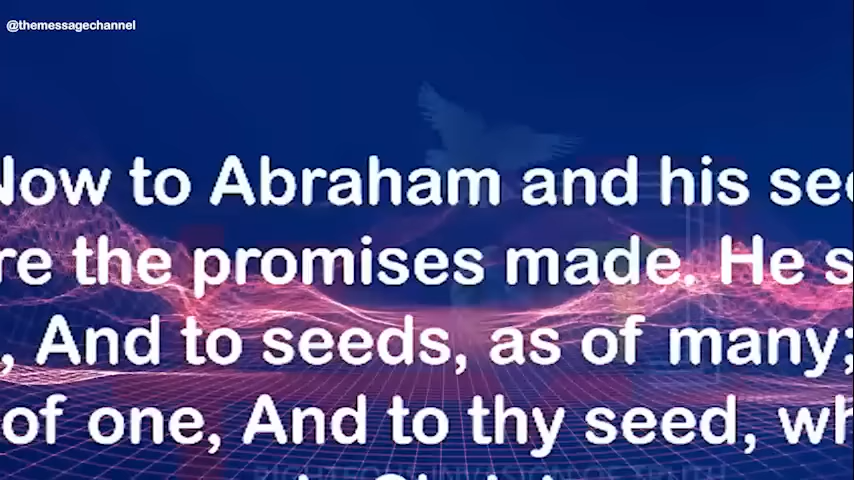 @themessagechannel
Now to Abraham and his see
re the promises made. He s
, And to seeds, as of many;
of one, And to thy seed, wh